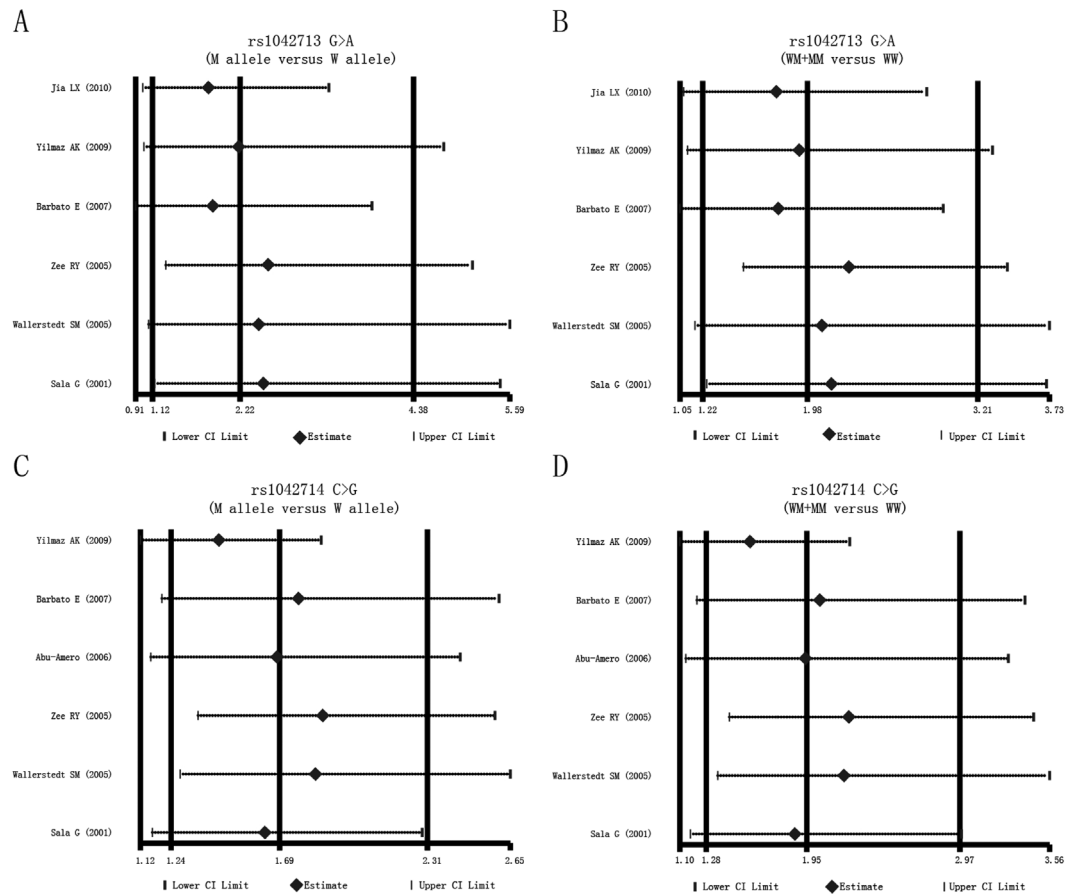 A
rs1042713 G>A
(M allele versus W allele)
Jia LX (2010)
Yilmaz AK (2009)
Barbato E (2007)
Zee RY (2005)
Wallerstedt SM (2005)
Sala G (2001)
0.91 1.12 2.22 4.38 5.59
Lower CI Limit Estimate Upper CI Limit
B
rs1042713 G>A
(WM+MM versus WW)
Jia LX (2010)
Yilmaz AK (2009)
Barbato E (2007)
Zee RY (2005)
Wallerstedt SM (2005)
Sala G (2001)
1.05 1.22 1.98 3.21 3.73
Lower CI Limit Estimate Upper CI Limit
C
rs1042714 C>G
(M allele versus W allele)
Yilmaz AK (2009)
Barbato E (2007)
Abu-Amero (2006)
Zee RY (2005)
Wallerstedt SM (2005)
Sala G (2001)
1.12 1.24 1.69 2.31 2.65
Lower CI Limit Estimate Upper CI Limit
D
rs1042714 C>G
(WM+MM versus WW)
Yilmaz AK (2009)
Barbato E (2007)
Abu-Amero (2006)
Zee RY (2005)
Wallerstedt SM (2005)
Sala G (2001)
1.10 1.28 1.95 2.97 3.56
Lower CI Limit Estimate Upper CI Limit